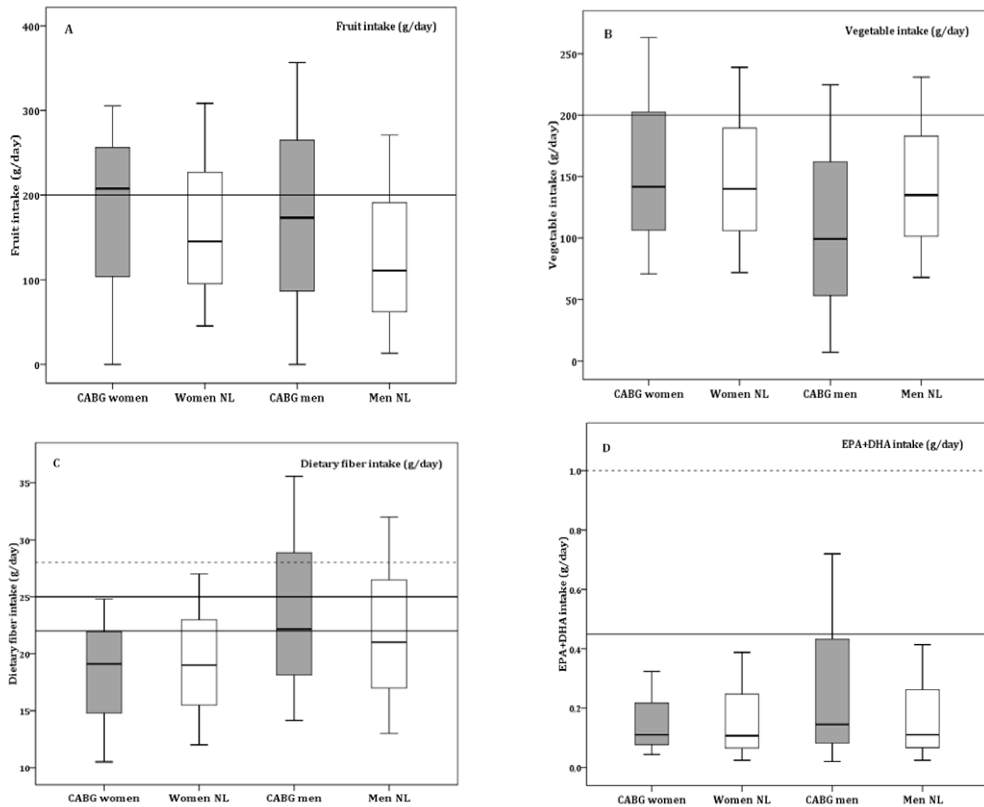 A
Fruit intake (g/day)
Fruit intake (g/day)
400
300
200
100
0
CABG women
Women NL
CABG men
Men NL
B
Vegetable intake (g/day)
Vegetable intake (g/day)
250
200
150
100
50
0
CABG women
Women NL
CABG men
Men NL
C
Dietary fiber intake (g/day)
Dietary fiber intake (g/day)
35
30
25
20
15
10
CABG women
Women NL
CABG men
Men NL
D
EPA+DHA intake (g/day)
EPA+DHA intake (g/day)
1.0
0.8
0.6
0.4
0.2
0.0
CABG women
Women NL
CABG men
Men NL